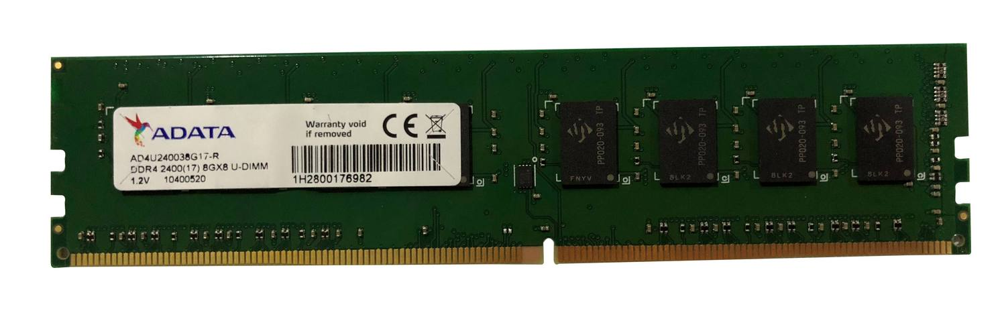 ADATA
Warranty void
if removed
CE
AD4U240038G17-R
DDR4 2400(17) 8GX8 U-DIMM
1.2V 10400520
1H2800176982
PP020-093 TP
FNYV
PP020-093 TP
8LK2
PP020-093 TP
8LK2
PP020-093 TP
8LK2